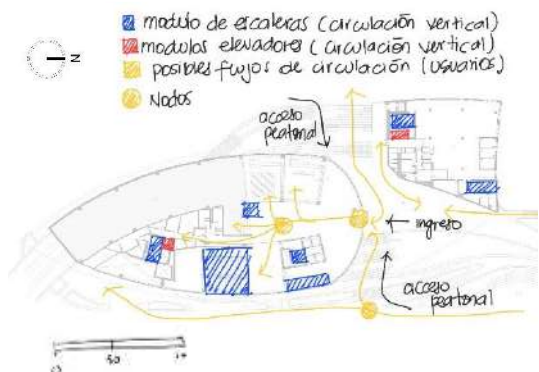 modulo de escaleras (circulación vertical)
modulos elevadores (circulación vertical)
posibles flujos de circulación (usuarios)
Nodos
N
acceso
peatonal
ingreso
acceso
peatonal